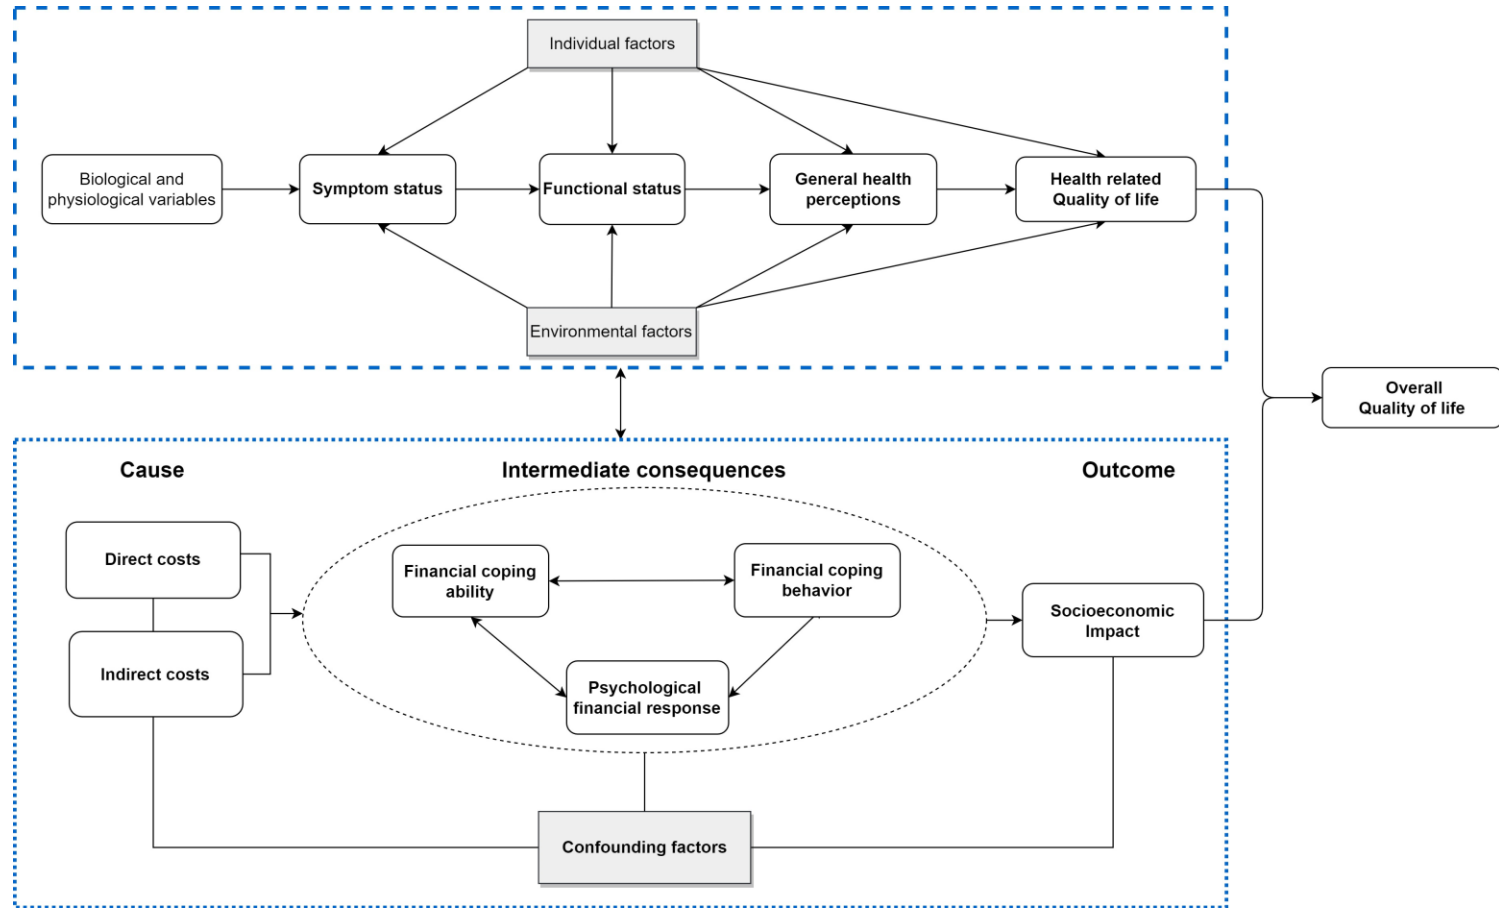 Individual factors
Biological and
physiological variables
Symptom status
Functional status
General health
perceptions
Health related
Quality of life
Environmental factors
Overall
Quality of life
Cause
Intermediate consequences
Outcome
Direct costs
Indirect costs
Financial coping
ability
Financial coping
behavior
Psychological
financial response
Socioeconomic
Impact
Confounding factors